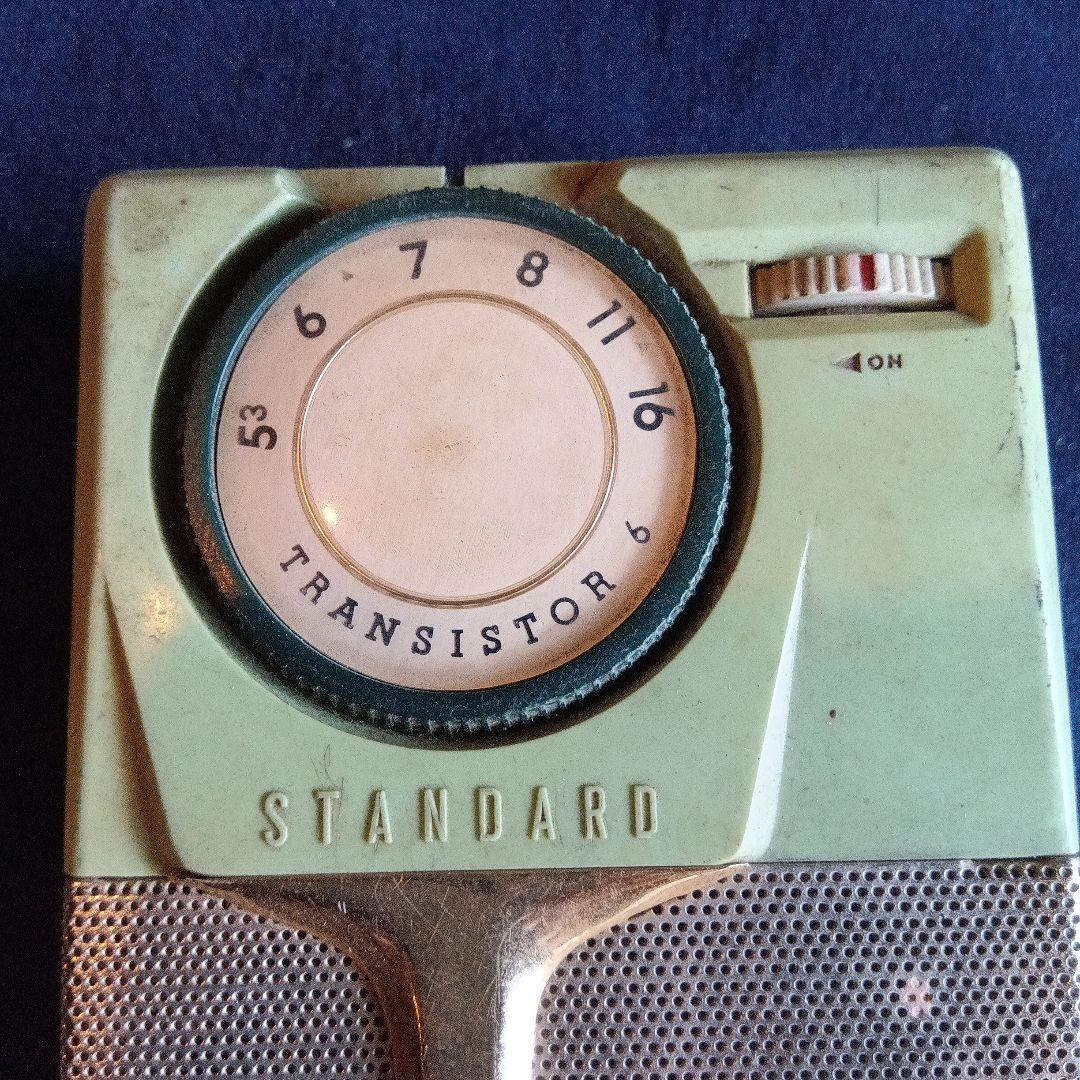 5³ 6 7 8 11 16
TRANSISTOR 6
ON
STANDARD